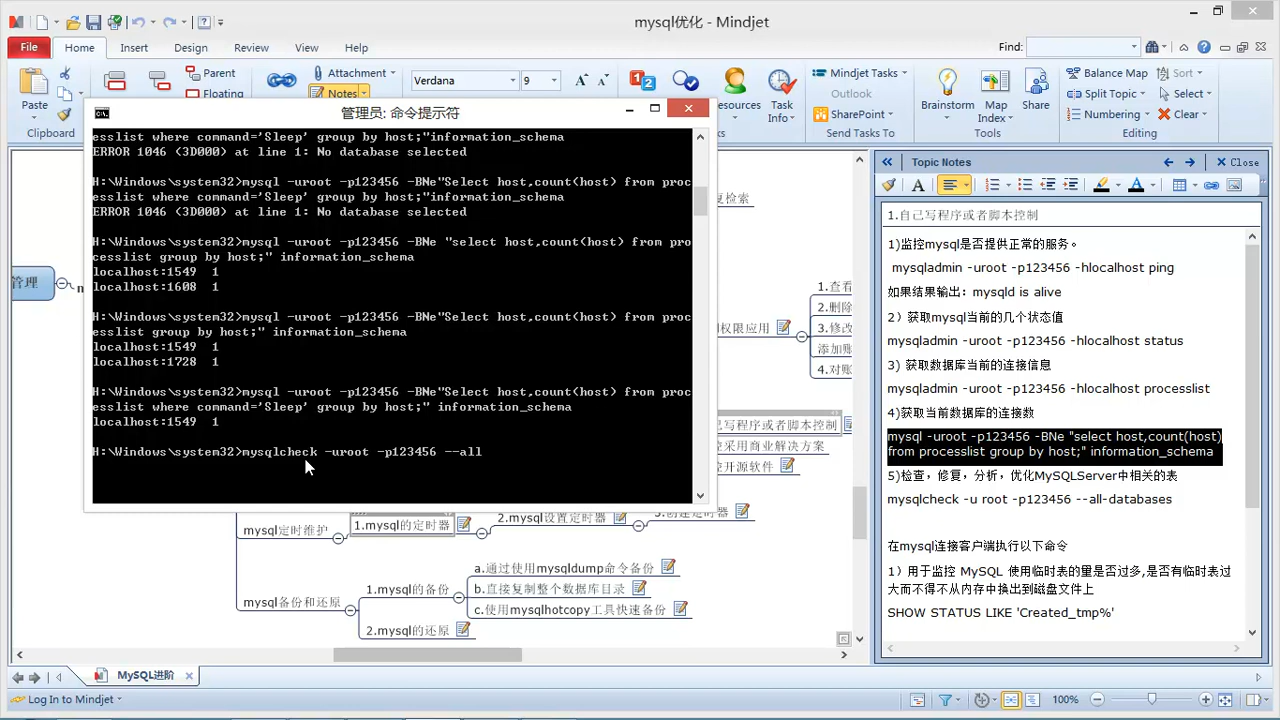 mysql优化 - Mindjet
File Home Insert Design Review View Help Find:
Parent
Floating
Attachment
Notes
Verdana 9
Task
Info
Mindjet Tasks
Outlook
SharePoint
Send Tasks To
Brainstorm
Map
Index
Share
Balance Map
Split Topic
Numbering
Tools
Sort
Select
Clear
Editing
Paste
Clipboard
管理员: 命令提示符
esslist where command='Sleep' group by host;"information_schema
ERROR 1046 (3D000) at line 1: No database selected
H:\Windows\system32>mysql -uroot -p123456 -BNe"Select host,count(host) from proc
esslist where command='Sleep' group by host;"information_schema
ERROR 1046 (3D000) at line 1: No database selected
H:\Windows\system32>mysql -uroot -p123456 -BNe "select host,count(host) from pro
cesslist group by host;" information_schema
localhost:1549 1
localhost:1608 1
H:\Windows\system32>mysql -uroot -p123456 -BNe"Select host,count(host) from proc
esslist group by host;" information_schema
localhost:1549 1
localhost:1728 1
H:\Windows\system32>mysql -uroot -p123456 -BNe"Select host,count(host) from proc
esslist where command='Sleep' group by host;" information_schema
localhost:1549 1
H:\Windows\system32>mysqlcheck -uroot -p123456 --all
管理
复检索
权限应用
1.查看
2.删除
3.修改
添加账
4.对
己写程序或者脚本控制
采用商业解决方案
开源软件
mysql定时维护
1.mysql的定时器
2.mysql设置定时器
3.创建定时器
mysql备份和还原
1.mysql的备份
a.通过使用mysqldump命令备份
b.直接复制整个数据库目录
c.使用mysqlhotcopy工具快速备份
2.mysql的还原
Topic Notes Close
1.自己写程序或者脚本控制
1)监控mysql是否提供正常的服务。
mysqladmin -uroot -p123456 -hlocalhost ping
如果结果输出：mysqld is alive
2）获取mysql当前的几个状态值
mysqladmin -uroot -p123456 -hlocalhost status
3) 获取数据库当前的连接信息
mysqladmin -uroot -p123456 -hlocalhost processlist
4)获取当前数据库的连接数
mysql -uroot -p123456 -BNe "select host,count(host)
from processlist group by host;" information_schema
5)检查，修复，分析，优化MySQLServer中相关的表
mysqlcheck -u root -p123456 --all-databases
在mysql连接客户端执行以下命令
1）用于监控 MySQL 使用临时表的量是否过多,是否有临时表过
大而不得不从内存中换出到磁盘文件上
SHOW STATUS LIKE 'Created_tmp%'
MySQL进阶
Log In to Mindjet
100%